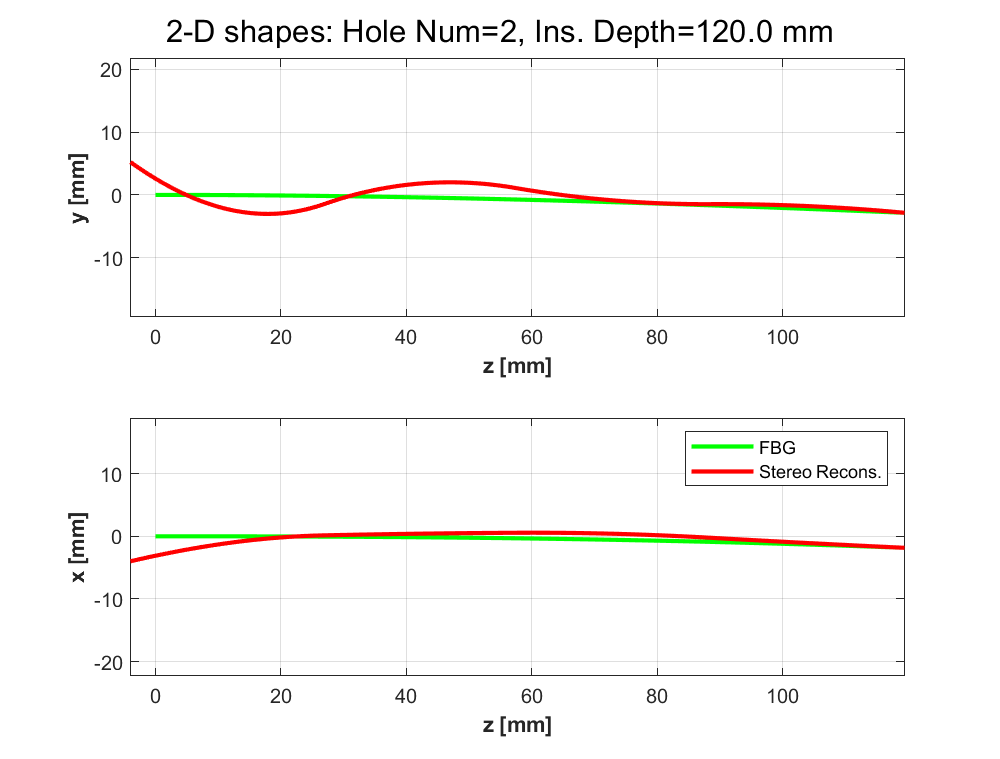 2-D shapes: Hole Num=2, Ins. Depth=120.0 mm
20
10
0
-10
y [mm]
0 20 40 60 80 100
z [mm]
10
0
-10
-20
x [mm]
FBG
Stereo Recons.
0 20 40 60 80 100
z [mm]